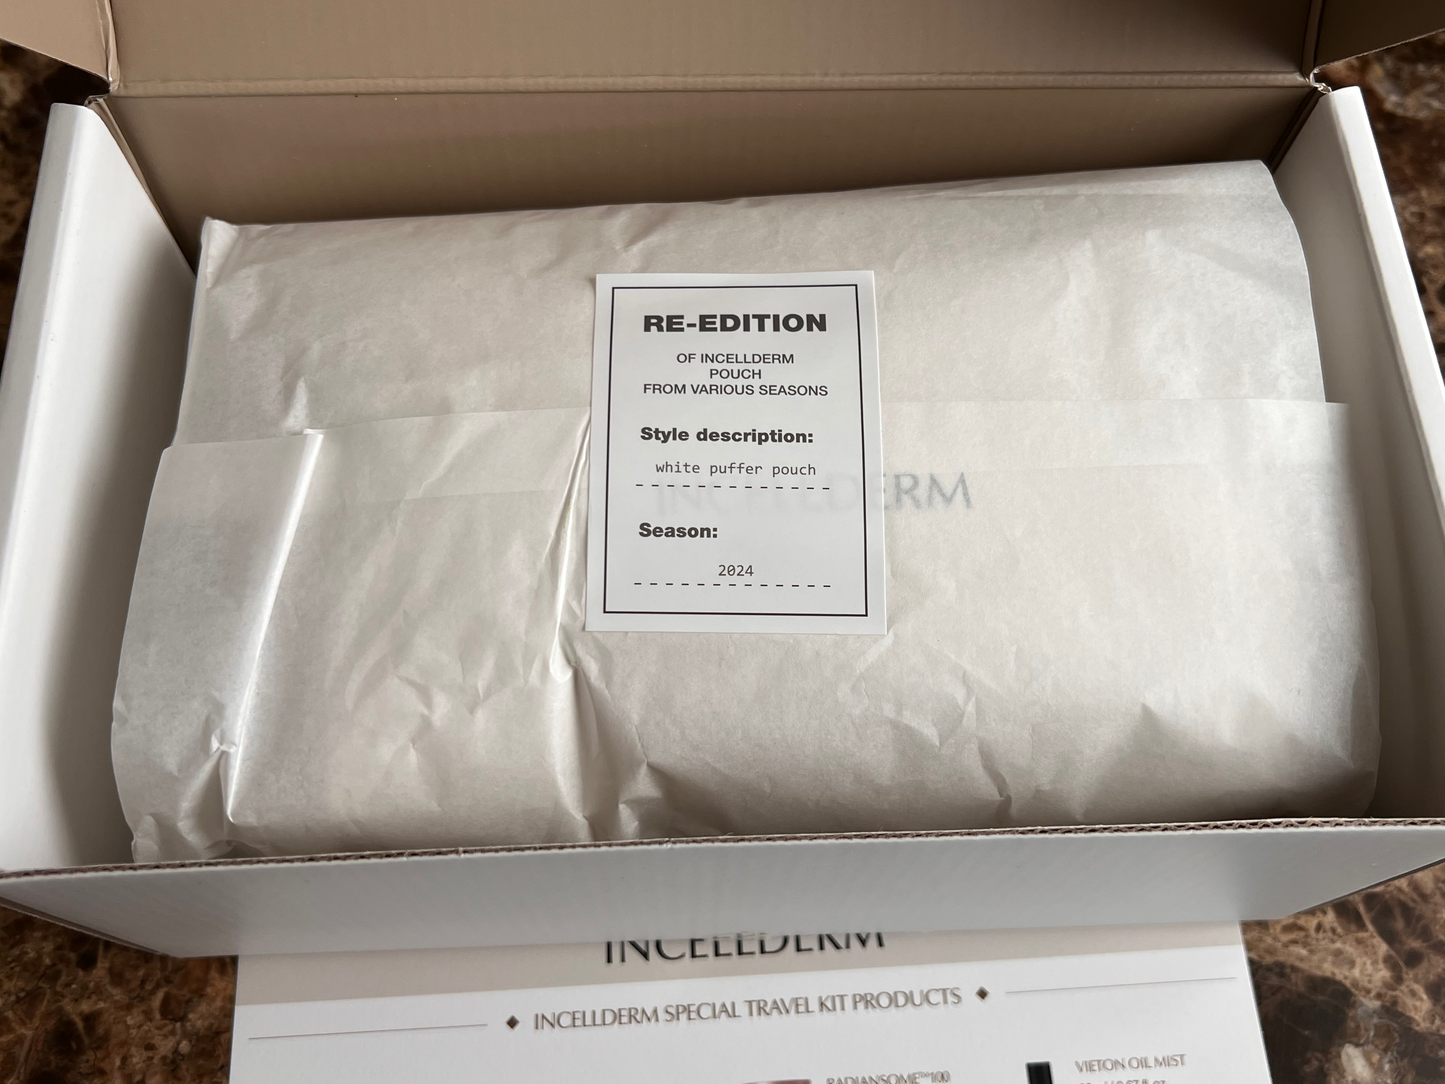 RE-EDITION
OF INCELLDERM
POUCH
FROM VARIOUS SEASONS
Style description:
white puffer pouch
INCELLDERM
Season:
2024
INCELLDERM
INCELLDERM SPECIAL TRAVEL KIT PRODUCTS
RADIANSOME™100
VIETON OIL MIST